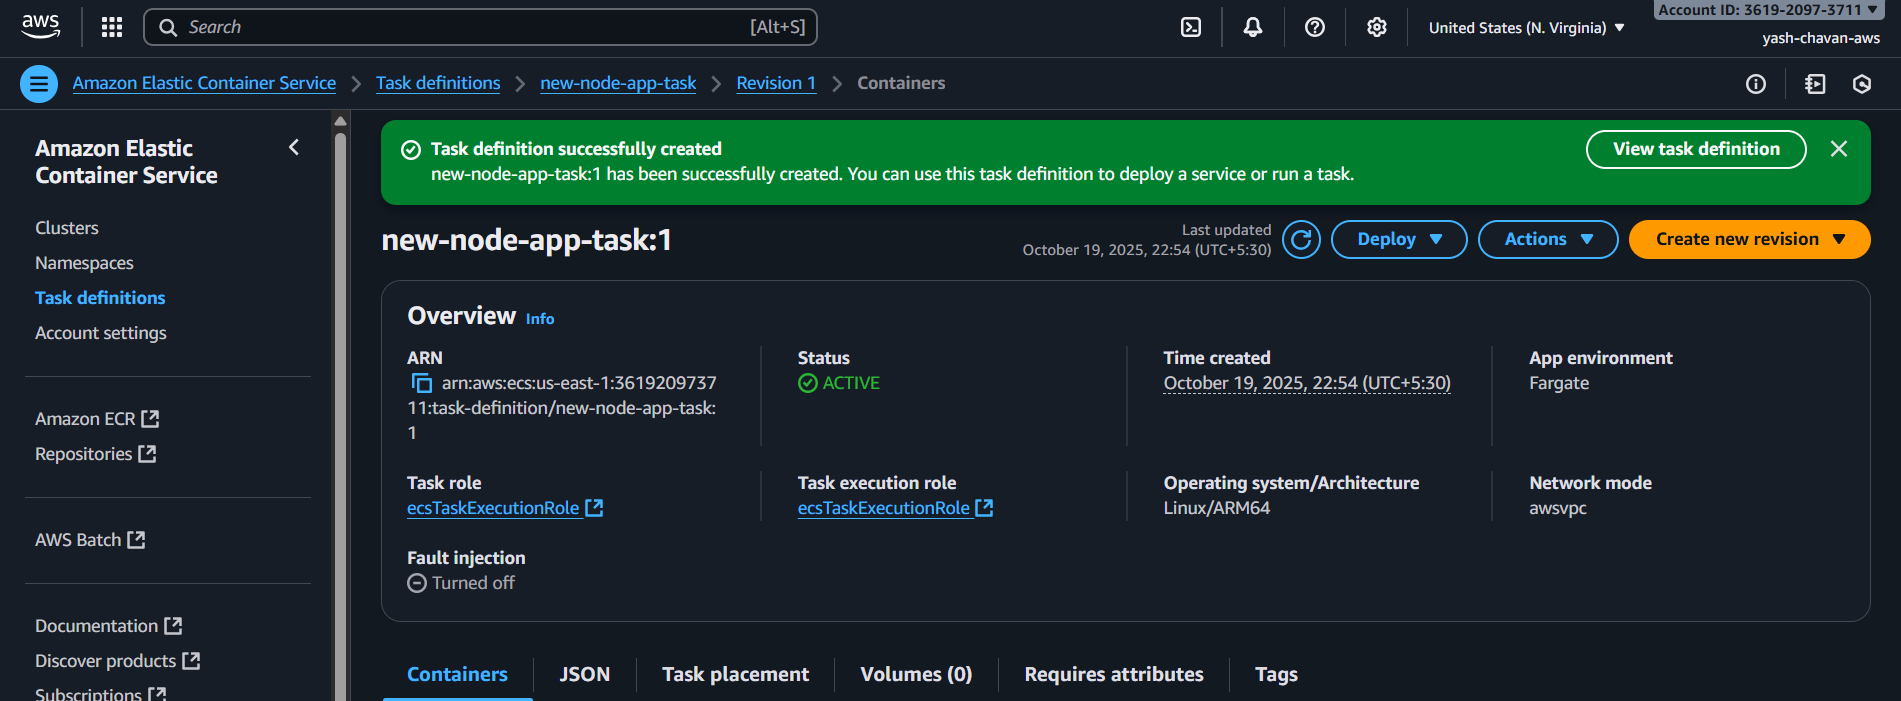 aws
Search
[Alt+S]
United States (N. Virginia)
Account ID: 3619-2097-3711
yash-chavan-aws
Amazon Elastic Container Service
Task definitions
new-node-app-task
Revision 1
Containers
Amazon Elastic
Container Service
Clusters
Namespaces
Task definitions
Account settings
Amazon ECR
Repositories
AWS Batch
Documentation
Discover products
Subscriptions
Task definition successfully created
new-node-app-task:1 has been successfully created. You can use this task definition to deploy a service or run a task.
View task definition
new-node-app-task:1
Last updated
October 19, 2025, 22:54 (UTC+5:30)
Deploy
Actions
Create new revision
Overview Info
ARN
arn:aws:ecs:us-east-1:3619209737
11:task-definition/new-node-app-task:
1
Status
ACTIVE
Time created
October 19, 2025, 22:54 (UTC+5:30)
App environment
Fargate
Task role
ecsTaskExecutionRole
Task execution role
ecsTaskExecutionRole
Operating system/Architecture
Linux/ARM64
Network mode
awsvpc
Fault injection
Turned off
Containers
JSON
Task placement
Volumes (0)
Requires attributes
Tags